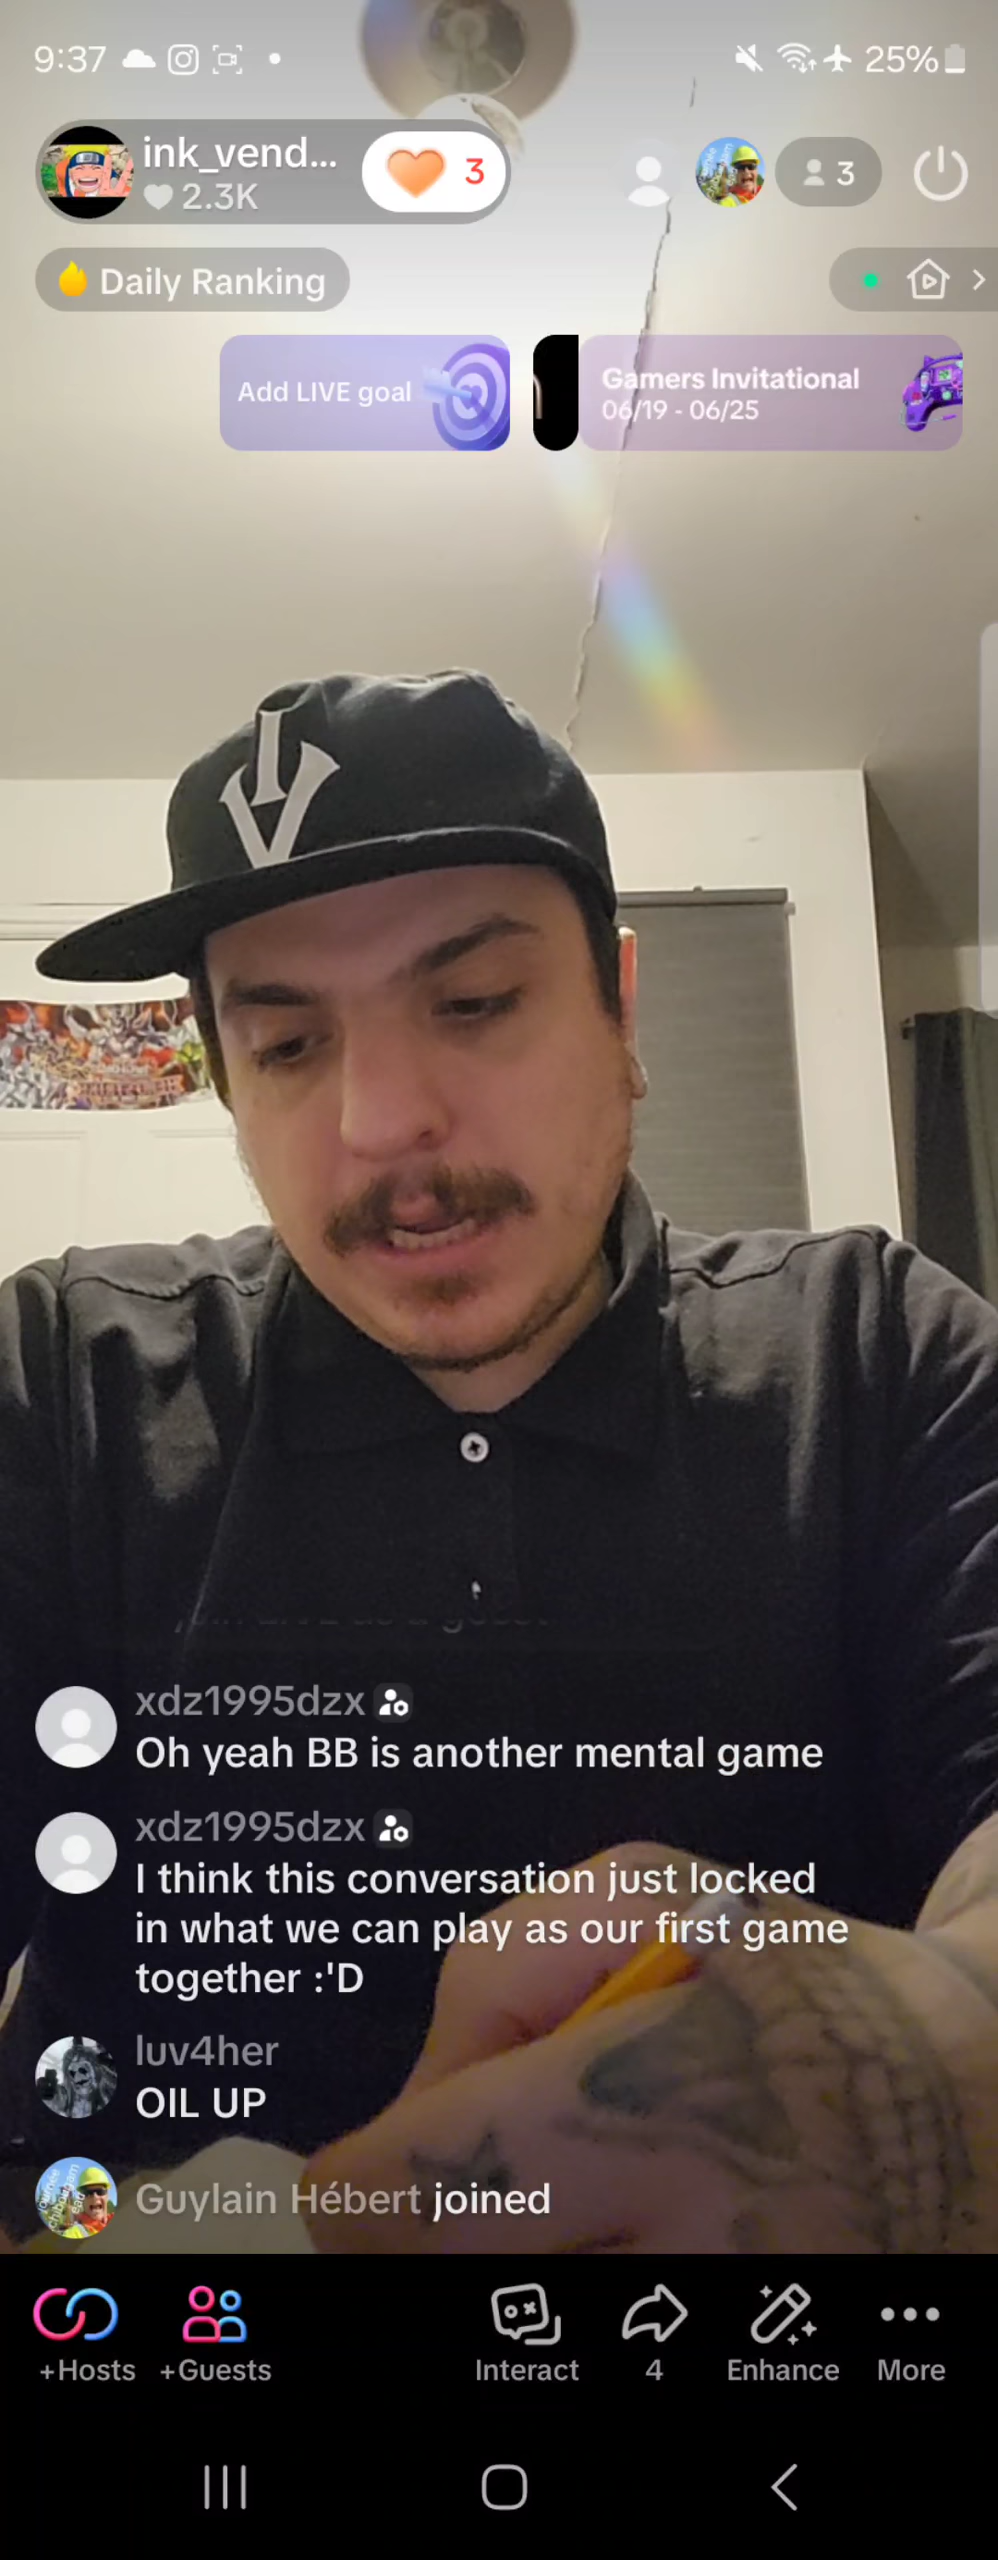 9:37
25%
ink_vend...
2.3K
3
3
Daily Ranking
Add LIVE goal
Gamers Invitational
06/19 - 06/25
IV
xdz1995dzx
Oh yeah BB is another mental game
xdz1995dzx
I think this conversation just locked
in what we can play as our first game
together :'D
luv4her
OIL UP
Guylain Hébert joined
+Hosts
+Guests
Interact
4
Enhance
More